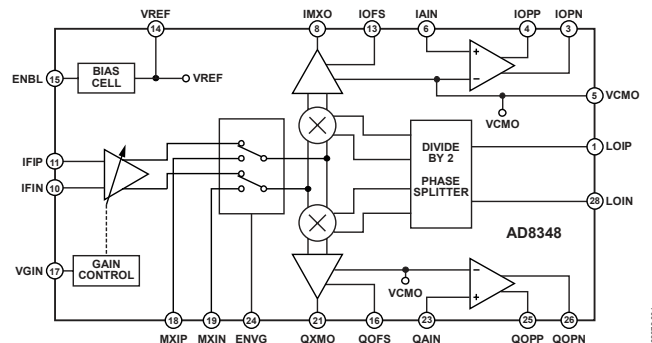 VREF
14
IMXO
8
IOFS
13
IAIN
6
IOPP
4
IOPN
3
ENBL
15
BIAS
CELL
VREF
VCMO
5
VCMO
IFIP
11
IFIN
10
DIVIDE
BY 2
PHASE
SPLITTER
LOIP
1
LOIN
28
AD8348
VGIN
17
GAIN
CONTROL
VCMO
18
MXIP
19
MXIN
24
ENVG
21
QXMO
16
QOFS
23
QAIN
25
QOPP
26
QOPN